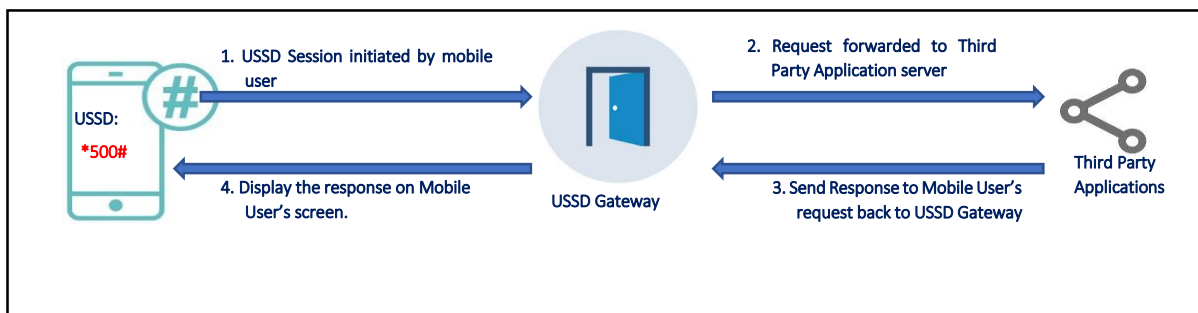 1. USSD Session initiated by mobile
user
2. Request forwarded to Third
Party Application server
#
USSD:
*500#
Third Party
Applications
4. Display the response on Mobile
User's screen.
USSD Gateway
3. Send Response to Mobile User's
request back to USSD Gateway